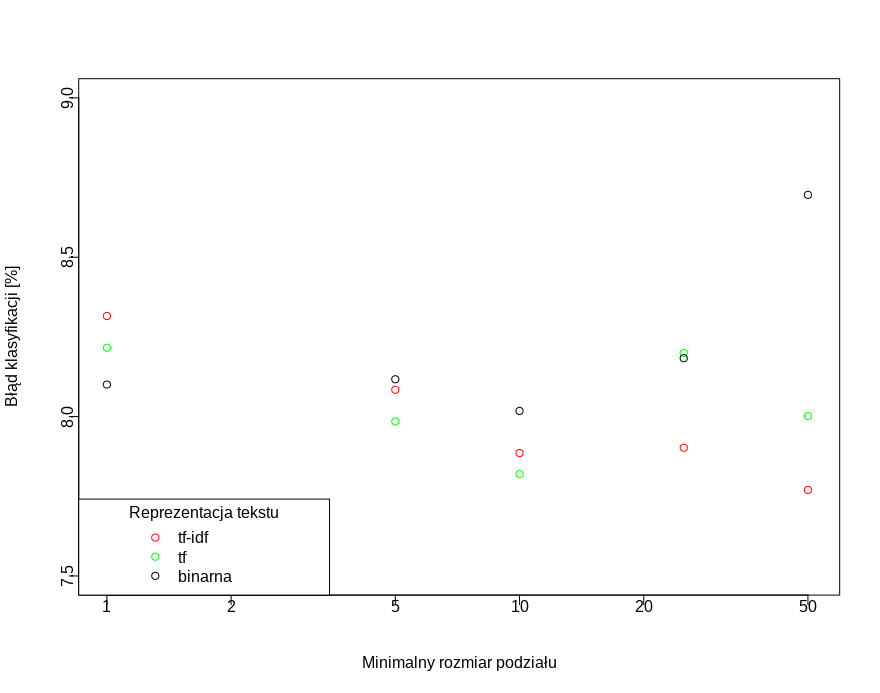 9.0
8.5
8.0
7.5
Błąd klasyfikacji [%]
Reprezentacja tekstu
tf-idf
tf
binarna
1 2 5 10 20 50
Minimalny rozmiar podziału